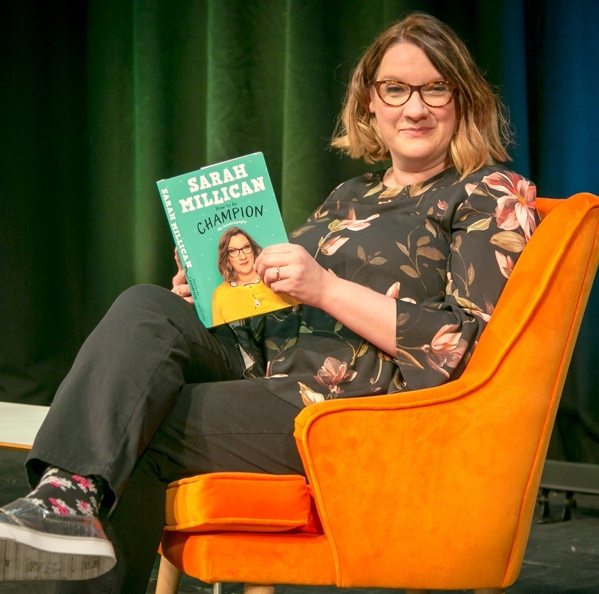 SARAH
MILLICAN
How to be
CHAMPION
SARAH MILLICAN